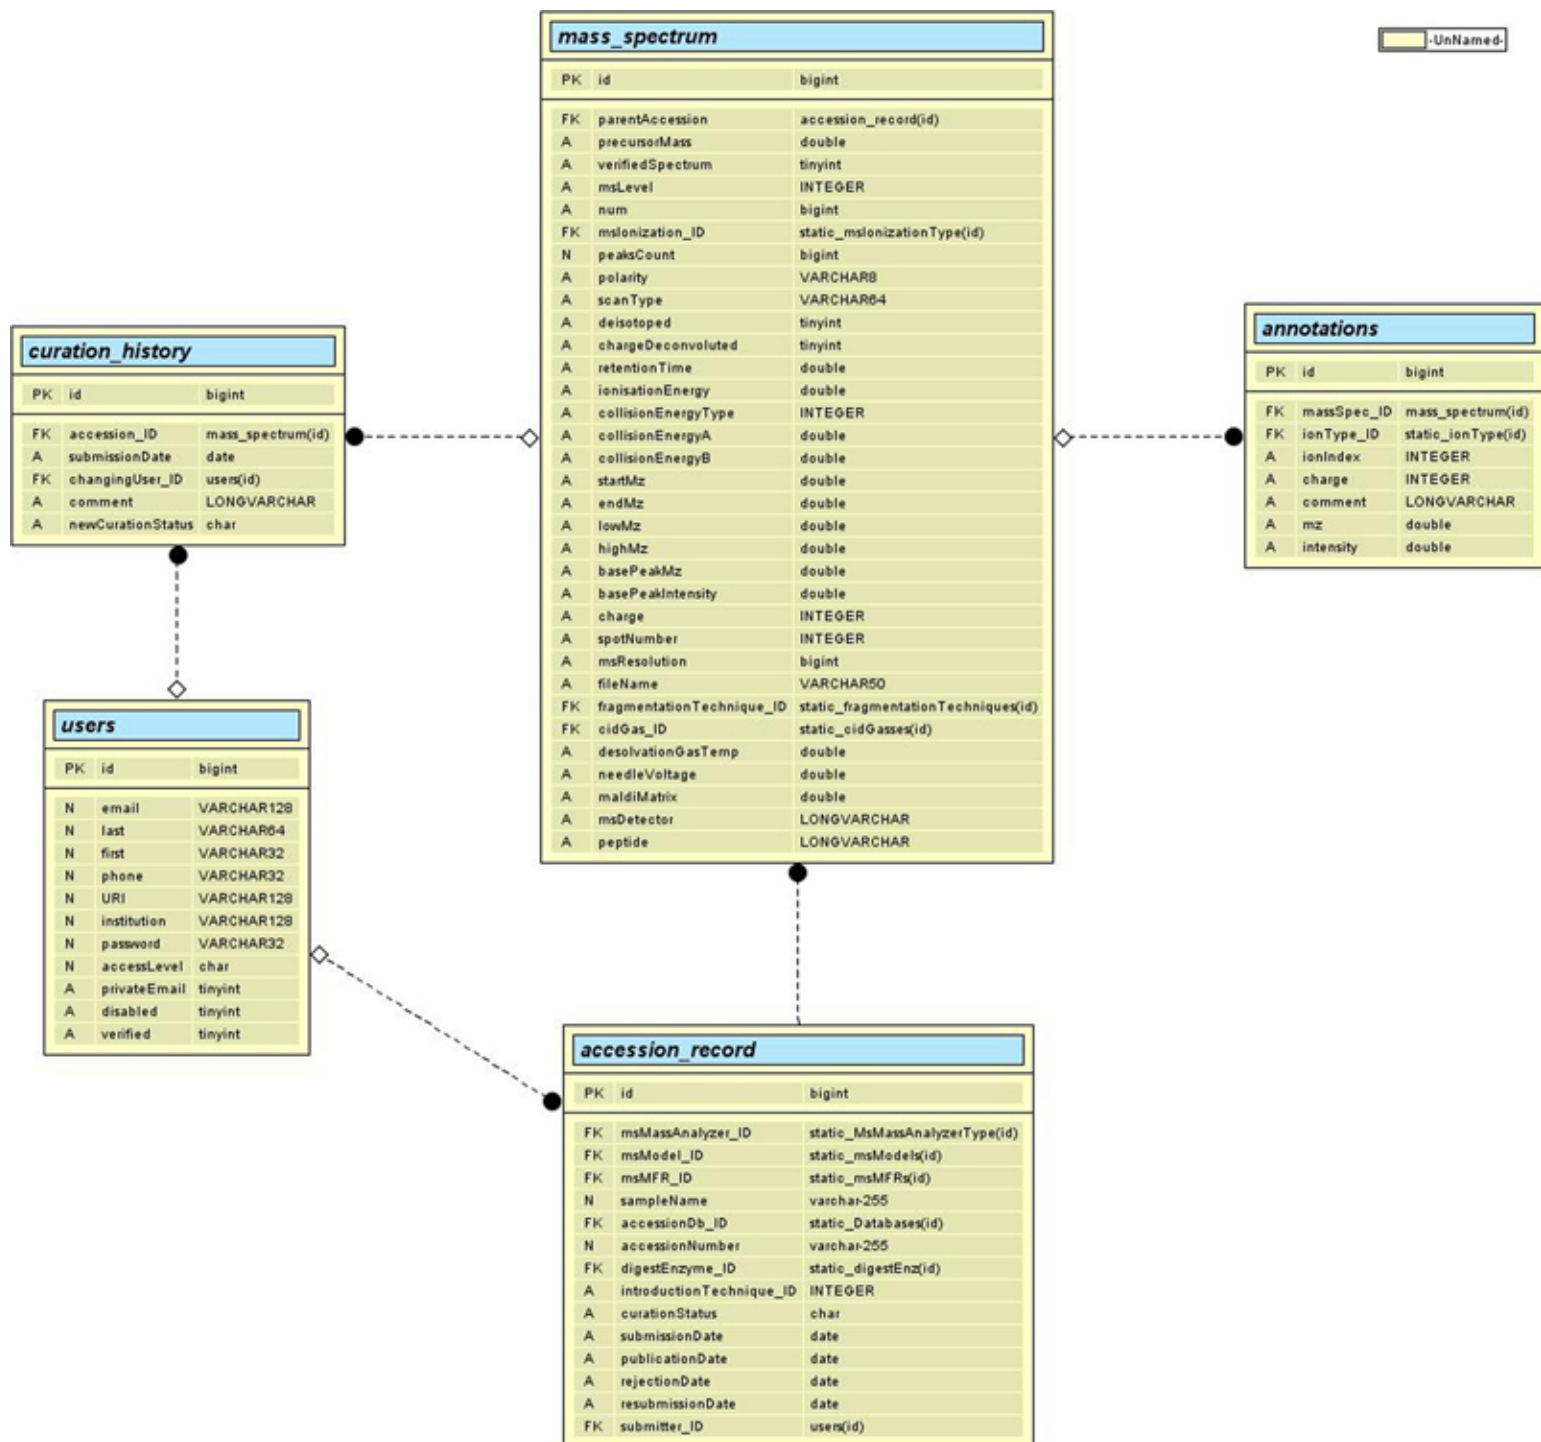 mass_spectrum
PK id bigint
FK parentAccession accession_record(id)
A precursorMass double
A verifiedSpectrum tinyint
A msLevel INTEGER
A num bigint
FK msIonization_ID static_msIonizationType(id)
N peaksCount bigint
A polarity VARCHAR8
A scanType VARCHAR64
A deisotoped tinyint
A chargeDeconvoluted tinyint
A retentionTime double
A ionisationEnergy double
A collisionEnergyType INTEGER
A collisionEnergyA double
A collisionEnergyB double
A startMz double
A endMz double
A lowMz double
A highMz double
A basePeakMz double
A basePeakIntensity double
A charge INTEGER
A spotNumber INTEGER
A msResolution bigint
A fileName VARCHAR50
FK fragmentationTechnique_ID static_fragmentationTechniques(id)
FK cidGas_ID static_cidGasses(id)
A desolvationGasTemp double
A needleVoltage double
A maldiMatrix double
A msDetector LONGVARCHAR
A peptide LONGVARCHAR
-UnNamed-
curation_history
PK id bigint
FK accession_ID mass_spectrum(id)
A submissionDate date
FK changingUser_ID users(id)
A comment LONGVARCHAR
A newCurationStatus char
annotations
PK id bigint
FK massSpec_ID mass_spectrum(id)
FK ionType_ID static_ionType(id)
A ionIndex INTEGER
A charge INTEGER
A comment LONGVARCHAR
A mz double
A intensity double
users
PK id bigint
N email VARCHAR128
N last VARCHAR64
N first VARCHAR32
N phone VARCHAR32
N URI VARCHAR128
N institution VARCHAR128
N password VARCHAR32
N accessLevel char
A privateEmail tinyint
A disabled tinyint
A verified tinyint
accession_record
PK id bigint
FK msMassAnalyzer_ID static_MsMassAnalyzerType(id)
FK msModel_ID static_msModels(id)
FK msMFR_ID static_msMFRs(id)
N sampleName varchar-255
FK accessionDb_ID static_Databases(id)
N accessionNumber varchar-255
FK digestEnzyme_ID static_digestEnz(id)
A introductionTechnique_ID INTEGER
A curationStatus char
A submissionDate date
A publicationDate date
A rejectionDate date
A resubmissionDate date
FK submitter_ID users(id)